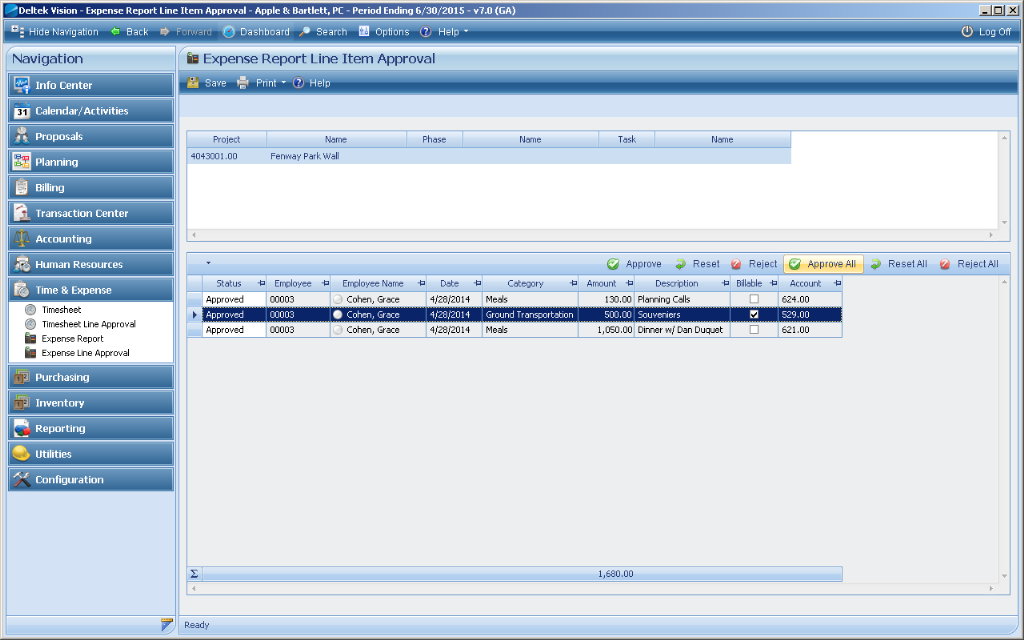 Deltek Vision - Expense Report Line Item Approval - Apple & Bartlett, PC - Period Ending 6/30/2015 - v7.0 (GA)
Hide Navigation Back Forward Dashboard Search Options Help Log Off
Navigation
Info Center
31 Calendar/Activities
Proposals
Planning
Billing
Transaction Center
Accounting
Human Resources
Time & Expense
Timesheet
Timesheet Line Approval
Expense Report
Expense Line Approval
Purchasing
Inventory
Reporting
Utilities
Configuration
Expense Report Line Item Approval
Save Print Help
Project Name Phase Name Task Name
4043001.00 Fenway Park Wall
Approve Reset Reject Approve All Reset All Reject All
Status Employee Employee Name Date Category Amount Description Billable Account
Approved 00003 Cohen, Grace 4/28/2014 Meals 130.00 Planning Calls 624.00
Approved 00003 Cohen, Grace 4/28/2014 Ground Transportation 500.00 Souveniers 529.00
Approved 00003 Cohen, Grace 4/28/2014 Meals 1,050.00 Dinner w/ Dan Duquet 621.00
Σ 1,680.00
Ready